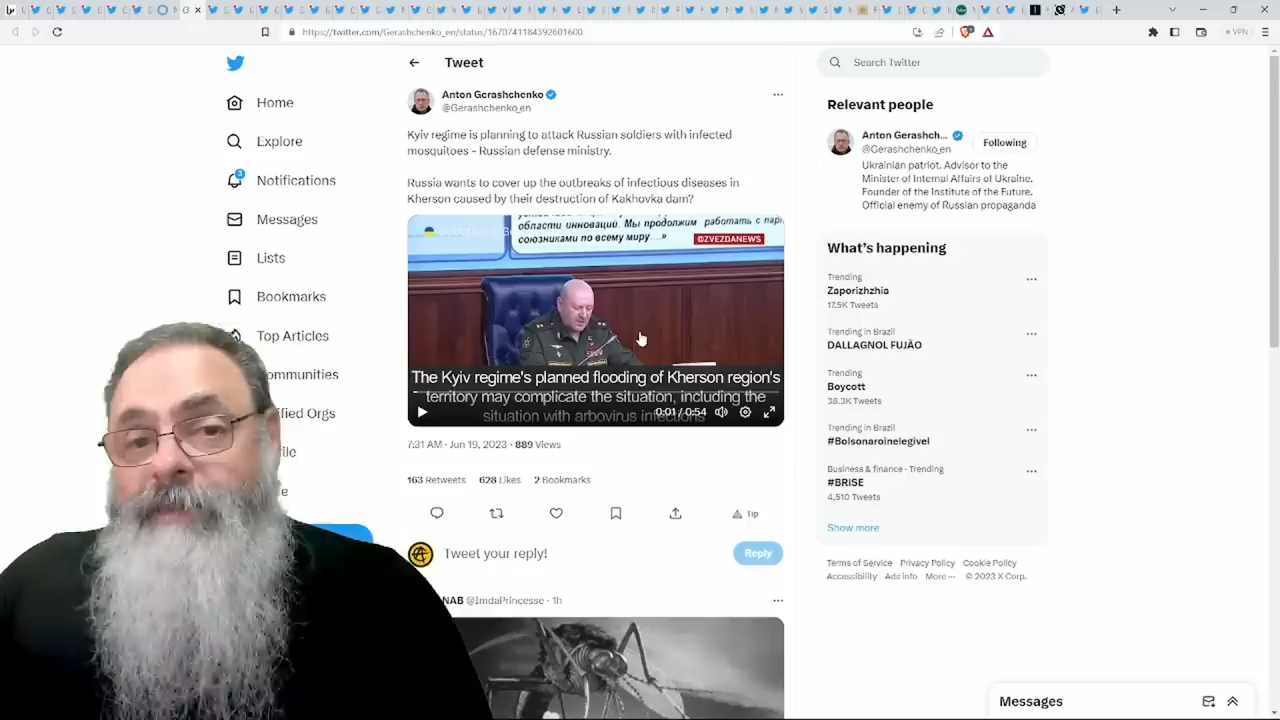 https://twitter.com/Gerashchenko_en/status/1670741184392601600
VPN
Home
Explore
3
Notifications
Messages
Lists
Bookmarks
Top Articles
Tweet
Anton Gerashchenko
@Gerashchenko_en
Kyiv regime is planning to attack Russian soldiers with infected
mosquitoes - Russian defense ministry.
Russia wants to cover up the outbreaks of infectious diseases in
Kherson caused by their destruction of Kakhovka dam?
области инноваций. Мы продолжим работать с
союзниками по всему миру...»
@ZVEZDANEWS
The Kyiv regime's planned flooding of Kherson region's
territory may complicate the situation, including the
situation with arbovirus infections
0:01 / 0:54
7:31 AM · Jun 19, 2023 · 889 Views
163 Retweets 628 Likes 2 Bookmarks
Tip
Tweet your reply!
Reply
NAB @ImdaPrincesse · 1h
Search Twitter
Relevant people
Anton Gerashch...
@Gerashchenko_en
Following
Ukrainian patriot. Advisor to the
Minister of Internal Affairs of Ukraine.
Founder of the Institute of the Future.
Official enemy of Russian propaganda
What's happening
Trending
Zaporizhzhia
17.5K Tweets
Trending in Brazil
DALLAGNOL FUJÃO
Trending
Boycott
38.3K Tweets
Trending in Brazil
#Bolsonaroinelegivel
Business & finance · Trending
#BRISE
4,510 Tweets
Show more
Terms of Service Privacy Policy Cookie Policy
Accessibility Ads info More ··· © 2023 X Corp.
Messages